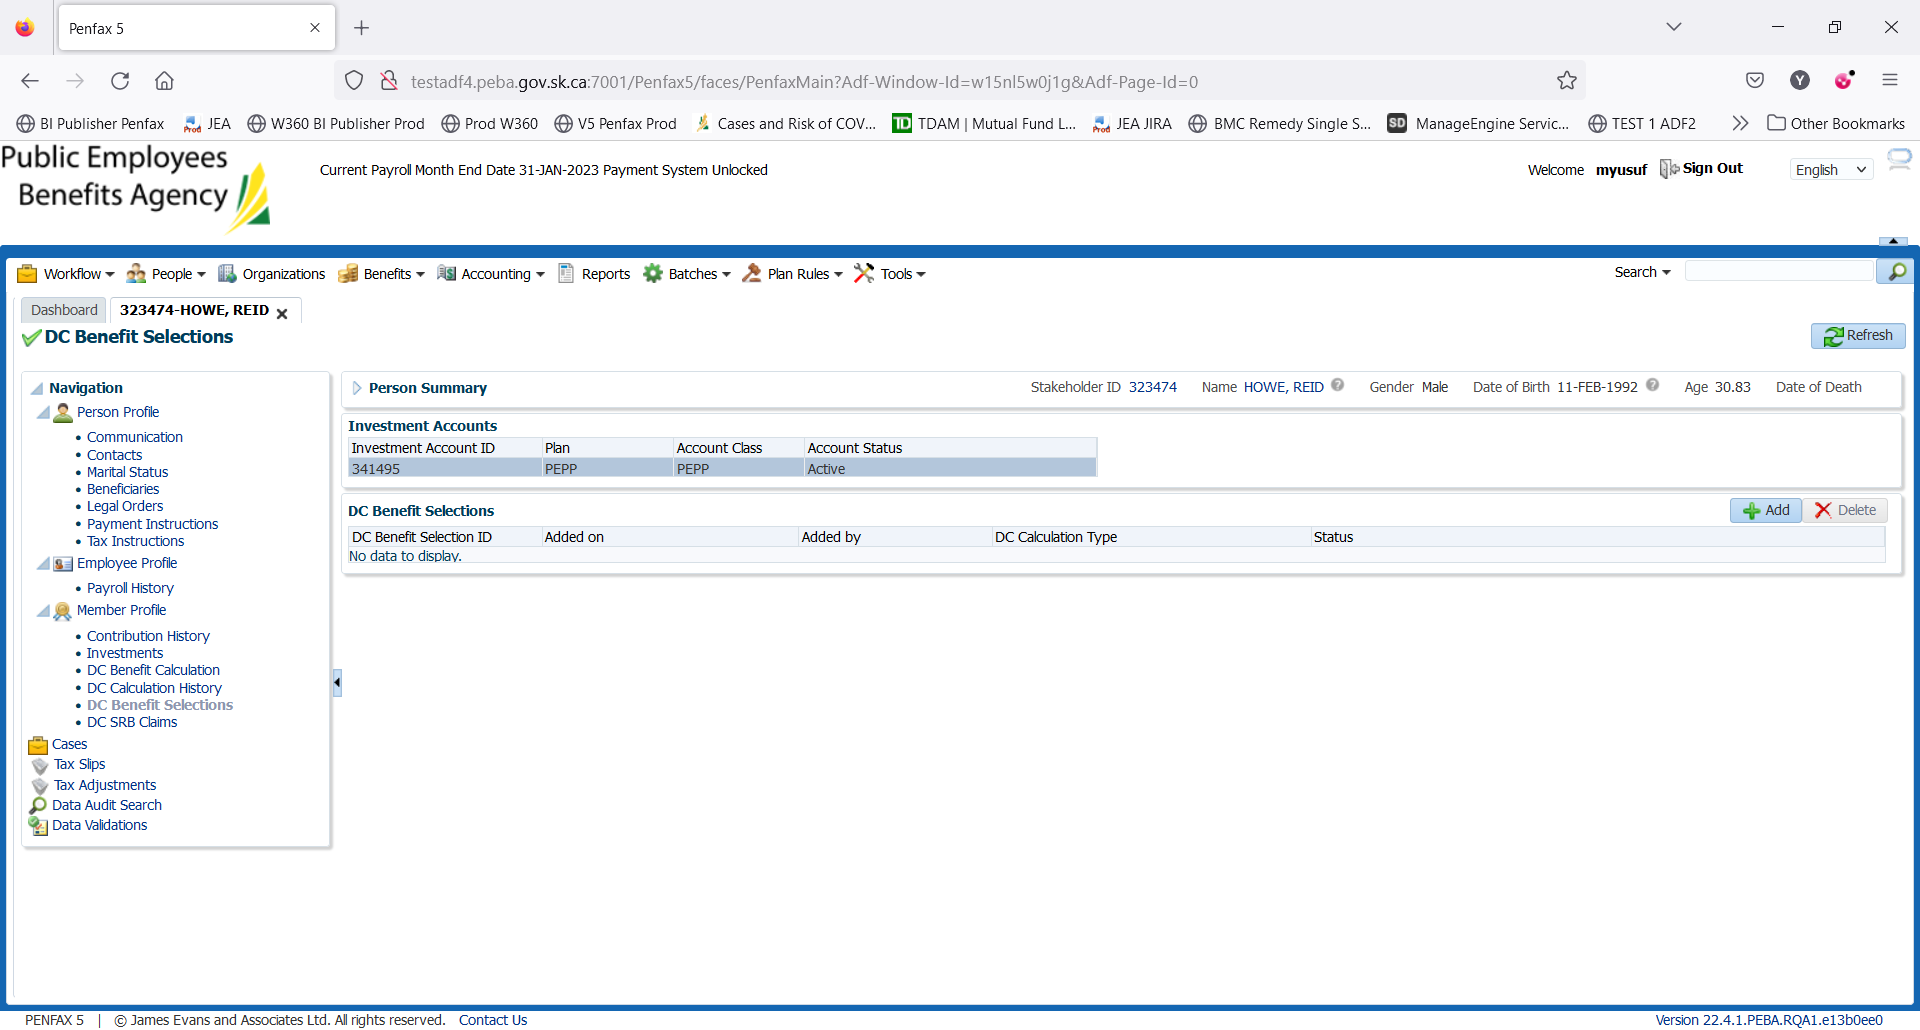 Penfax 5
testadf4.peba.gov.sk.ca:7001/Penfax5/faces/PenfaxMain?Adf-Window-Id=w15nl5w0j1g&Adf-Page-Id=0
BI Publisher Penfax JEA W360 BI Publisher Prod Prod W360 V5 Penfax Prod Cases and Risk of COV... TDAM | Mutual Fund L... JEA JIRA BMC Remedy Single S... ManageEngine Servic... TEST 1 ADF2 Other Bookmarks
Public Employees
Benefits Agency
Current Payroll Month End Date 31-JAN-2023 Payment System Unlocked
Welcome myusuf Sign Out English
Workflow People Organizations Benefits Accounting Reports Batches Plan Rules Tools Search
Dashboard 323474-HOWE, REID
DC Benefit Selections
Refresh
Navigation
Person Profile
Communication
Contacts
Marital Status
Beneficiaries
Legal Orders
Payment Instructions
Tax Instructions
Employee Profile
Payroll History
Member Profile
Contribution History
Investments
DC Benefit Calculation
DC Calculation History
DC Benefit Selections
DC SRB Claims
Cases
Tax Slips
Tax Adjustments
Data Audit Search
Data Validations
Person Summary Stakeholder ID 323474 Name HOWE, REID Gender Male Date of Birth 11-FEB-1992 Age 30.83 Date of Death
Investment Accounts
Investment Account ID Plan Account Class Account Status
341495 PEPP PEPP Active
DC Benefit Selections Add Delete
DC Benefit Selection ID Added on Added by DC Calculation Type Status
No data to display.
PENFAX 5 | © James Evans and Associates Ltd. All rights reserved. Contact Us
Version 22.4.1.PEBA.RQA1.e13b0ee0